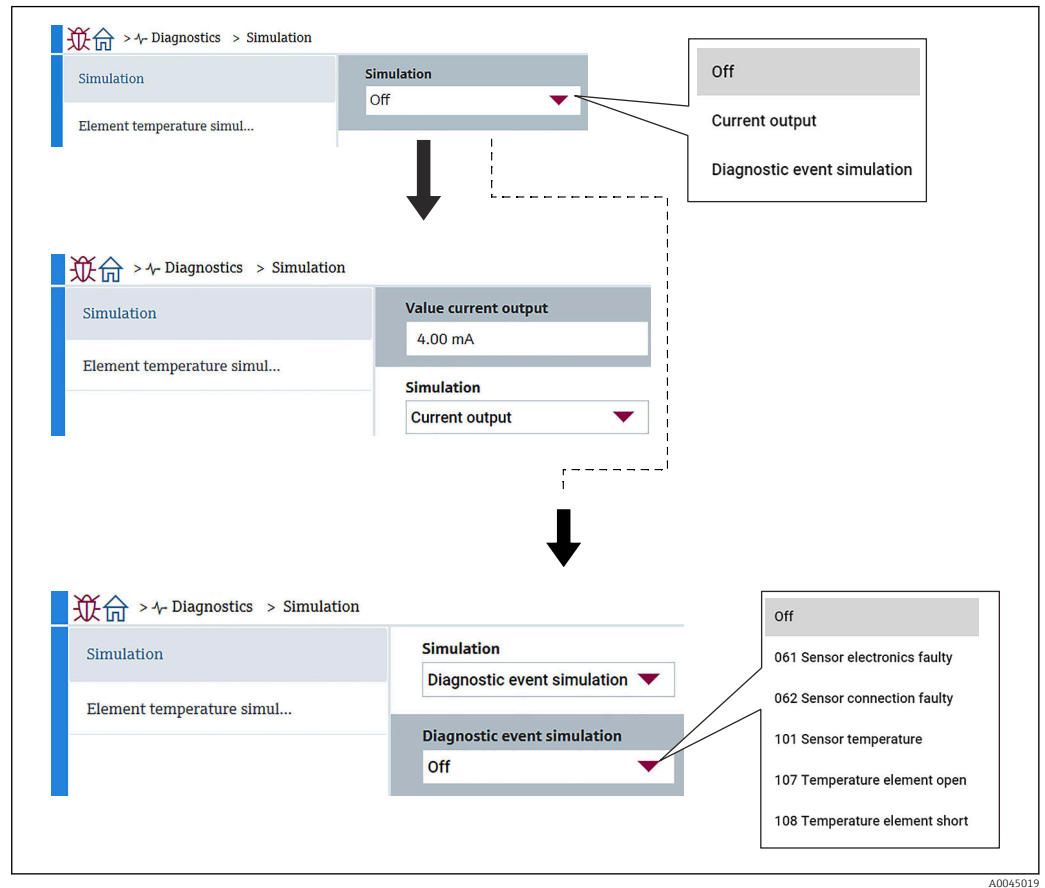 > Diagnostics > Simulation
Simulation
Element temperature simul...
Simulation
Off
Off
Current output
Diagnostic event simulation
> Diagnostics > Simulation
Simulation
Element temperature simul...
Value current output
4.00 mA
Simulation
Current output
> Diagnostics > Simulation
Simulation
Element temperature simul...
Simulation
Diagnostic event simulation
Diagnostic event simulation
Off
Off
061 Sensor electronics faulty
062 Sensor connection faulty
101 Sensor temperature
107 Temperature element open
108 Temperature element short
A0045019